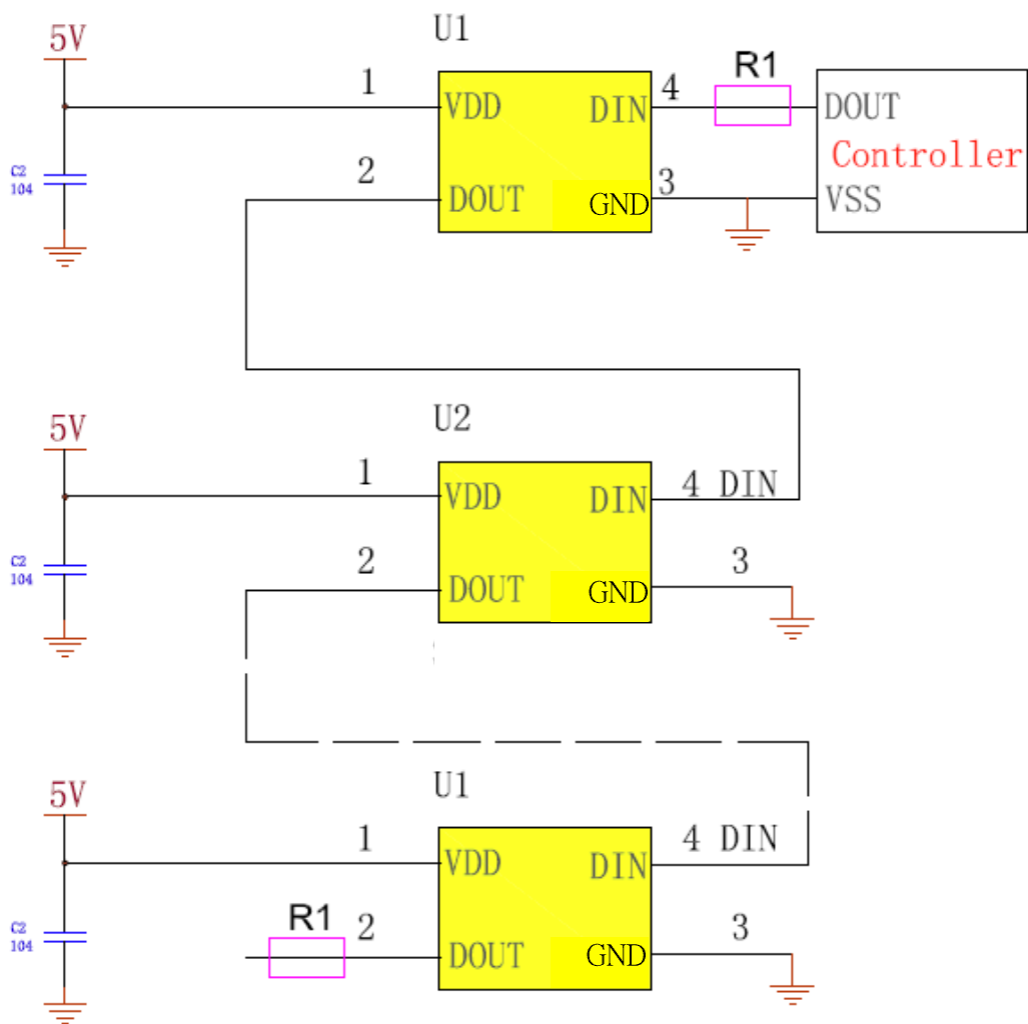 U1
5V
R1
1
4
VDD
DIN
DOUT
Controller
C2
104
2
3
DOUT
GND
VSS
U2
5V
1
4 DIN
VDD
DIN
C2
104
2
3
DOUT
GND
U1
5V
1
4 DIN
VDD
DIN
R1
C2
104
2
3
DOUT
GND